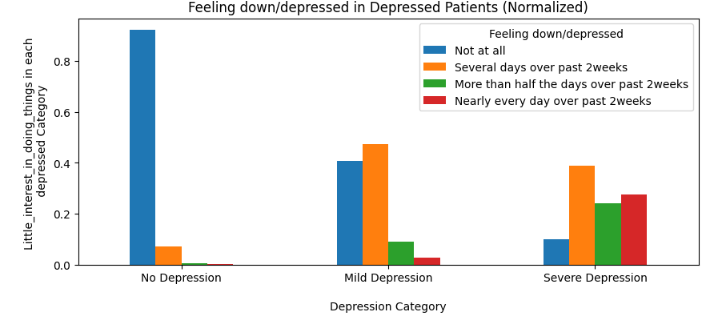 Feeling down/depressed in Depressed Patients (Normalized)
Little_interest_in_doing_things in each
depressed Category
0.8
0.6
0.4
0.2
0.0
Feeling down/depressed
Not at all
Several days over past 2weeks
More than half the days over past 2weeks
Nearly every day over past 2weeks
No Depression
Mild Depression
Severe Depression
Depression Category